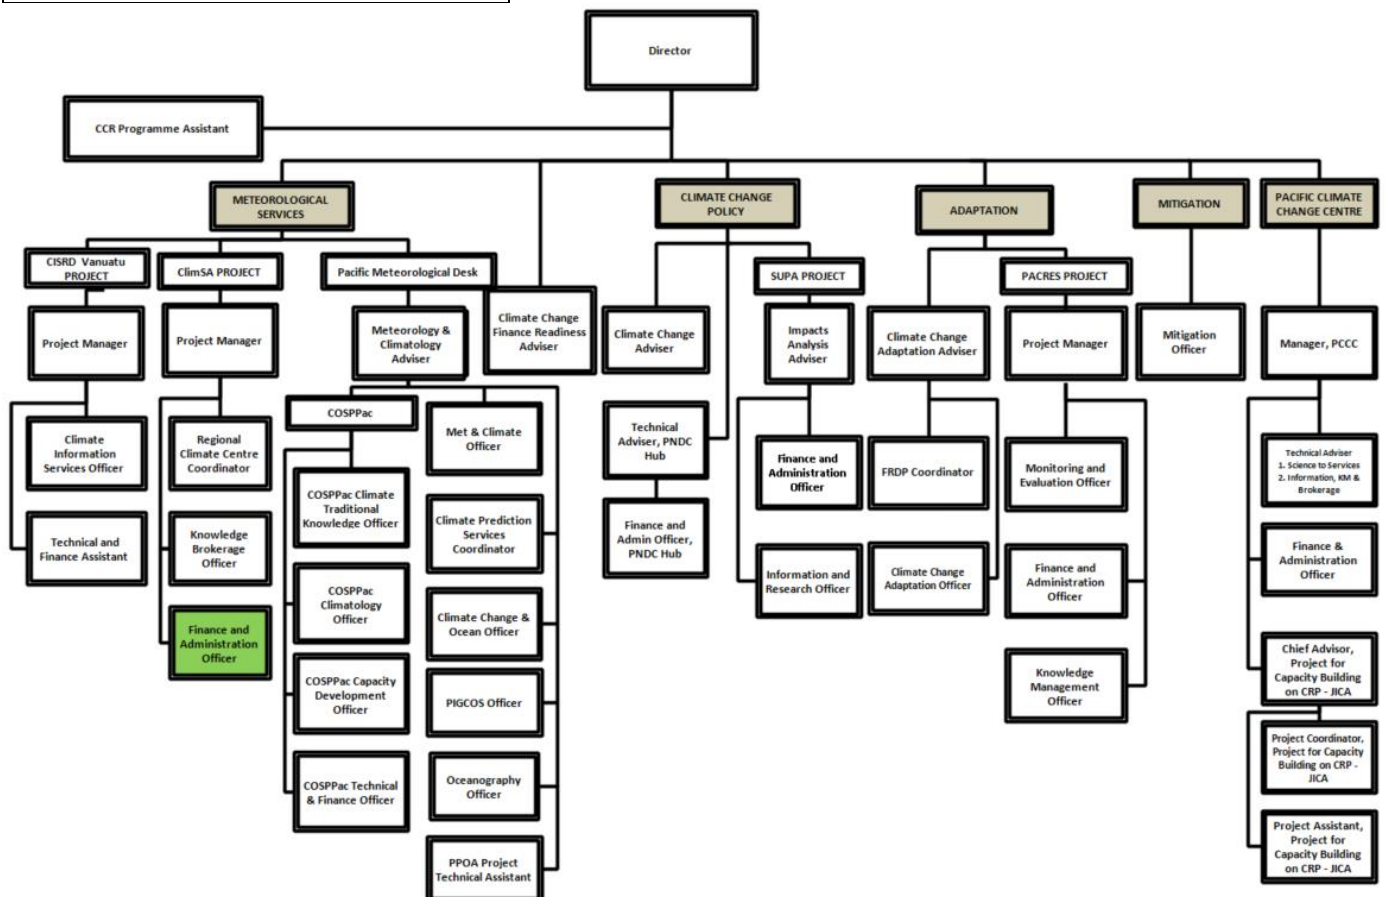 Director
CCR Programme Assistant
METEOROLOGICAL
SERVICES
CLIMATE CHANGE
POLICY
ADAPTATION
MITIGATION
PACIFIC CLIMATE
CHANGE CENTRE
CISRD Vanuatu
PROJECT
ClimSA PROJECT
Pacific Meteorological Desk
SUPA PROJECT
PACRES PROJECT
Project Manager
Project Manager
Meteorology &
Climatology
Adviser
Climate Change
Finance Readiness
Adviser
Climate Change
Adviser
Impacts
Analysis
Adviser
Climate Change
Adaptation Adviser
Project Manager
Mitigation
Officer
Manager, PCCC
Climate
Information
Services Officer
Technical and
Finance Assistant
Regional
Climate Centre
Coordinator
Knowledge
Brokerage
Officer
Finance and
Administration
Officer
COSPPac
COSPPac Climate
Traditional
Knowledge Officer
COSPPac
Climatology
Officer
COSPPac Capacity
Development
Officer
COSPPac Technical
& Finance Officer
Met & Climate
Officer
Climate Prediction
Services
Coordinator
Climate Change &
Ocean Officer
PIGCOS Officer
Oceanography
Officer
PPOA Project
Technical Assistant
Technical
Adviser, PNDC
Hub
Finance and
Admin Officer,
PNDC Hub
Finance and
Administration
Officer
Information and
Research Officer
FRDP Coordinator
Climate Change
Adaptation Officer
Monitoring and
Evaluation Officer
Finance and
Administration
Officer
Knowledge
Management
Officer
Technical Adviser
1. Science to Services
2. Information, KM &
Brokerage
Finance &
Administration
Officer
Chief Advisor,
Project for
Capacity Building
on CRP - JICA
Project Coordinator,
Project for Capacity
Building on CRP -
JICA
Project Assistant,
Project for
Capacity Building
on CRP - JICA